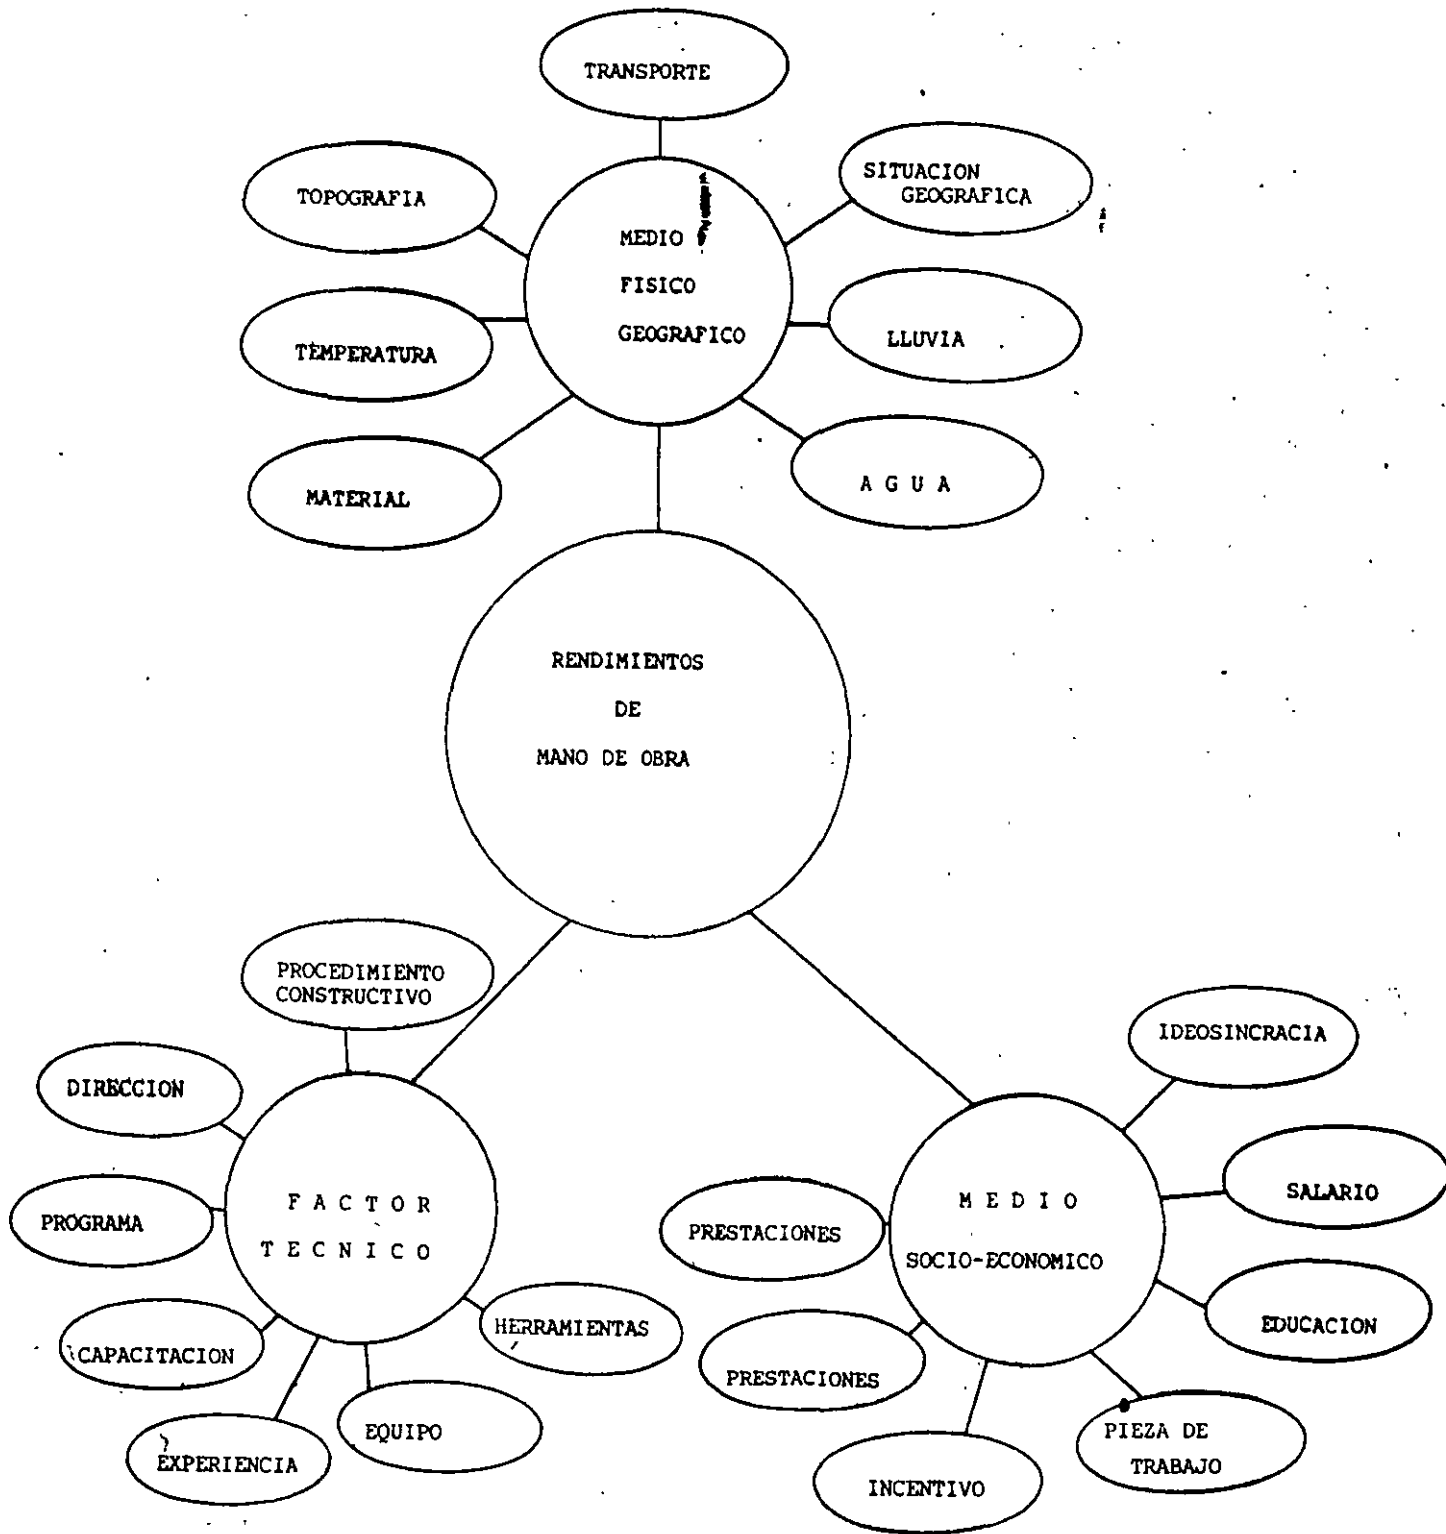 TRANSPORTE
SITUACION
GEOGRAFICA
TOPOGRAFIA
MEDIO
FISICO
GEOGRAFICO
TEMPERATURA
LLUVIA
MATERIAL
A G U A
RENDIMIENTOS
DE
MANO DE OBRA
PROCEDIMIENTO
CONSTRUCTIVO
DIRECCION
PROGRAMA
F A C T O R
T E C N I C O
CAPACITACION
EXPERIENCIA
EQUIPO
HERRAMIENTAS
IDEOSINCRACIA
M E D I O
SOCIO-ECONOMICO
SALARIO
PRESTACIONES
EDUCACION
PRESTACIONES
PIEZA DE
TRABAJO
INCENTIVO